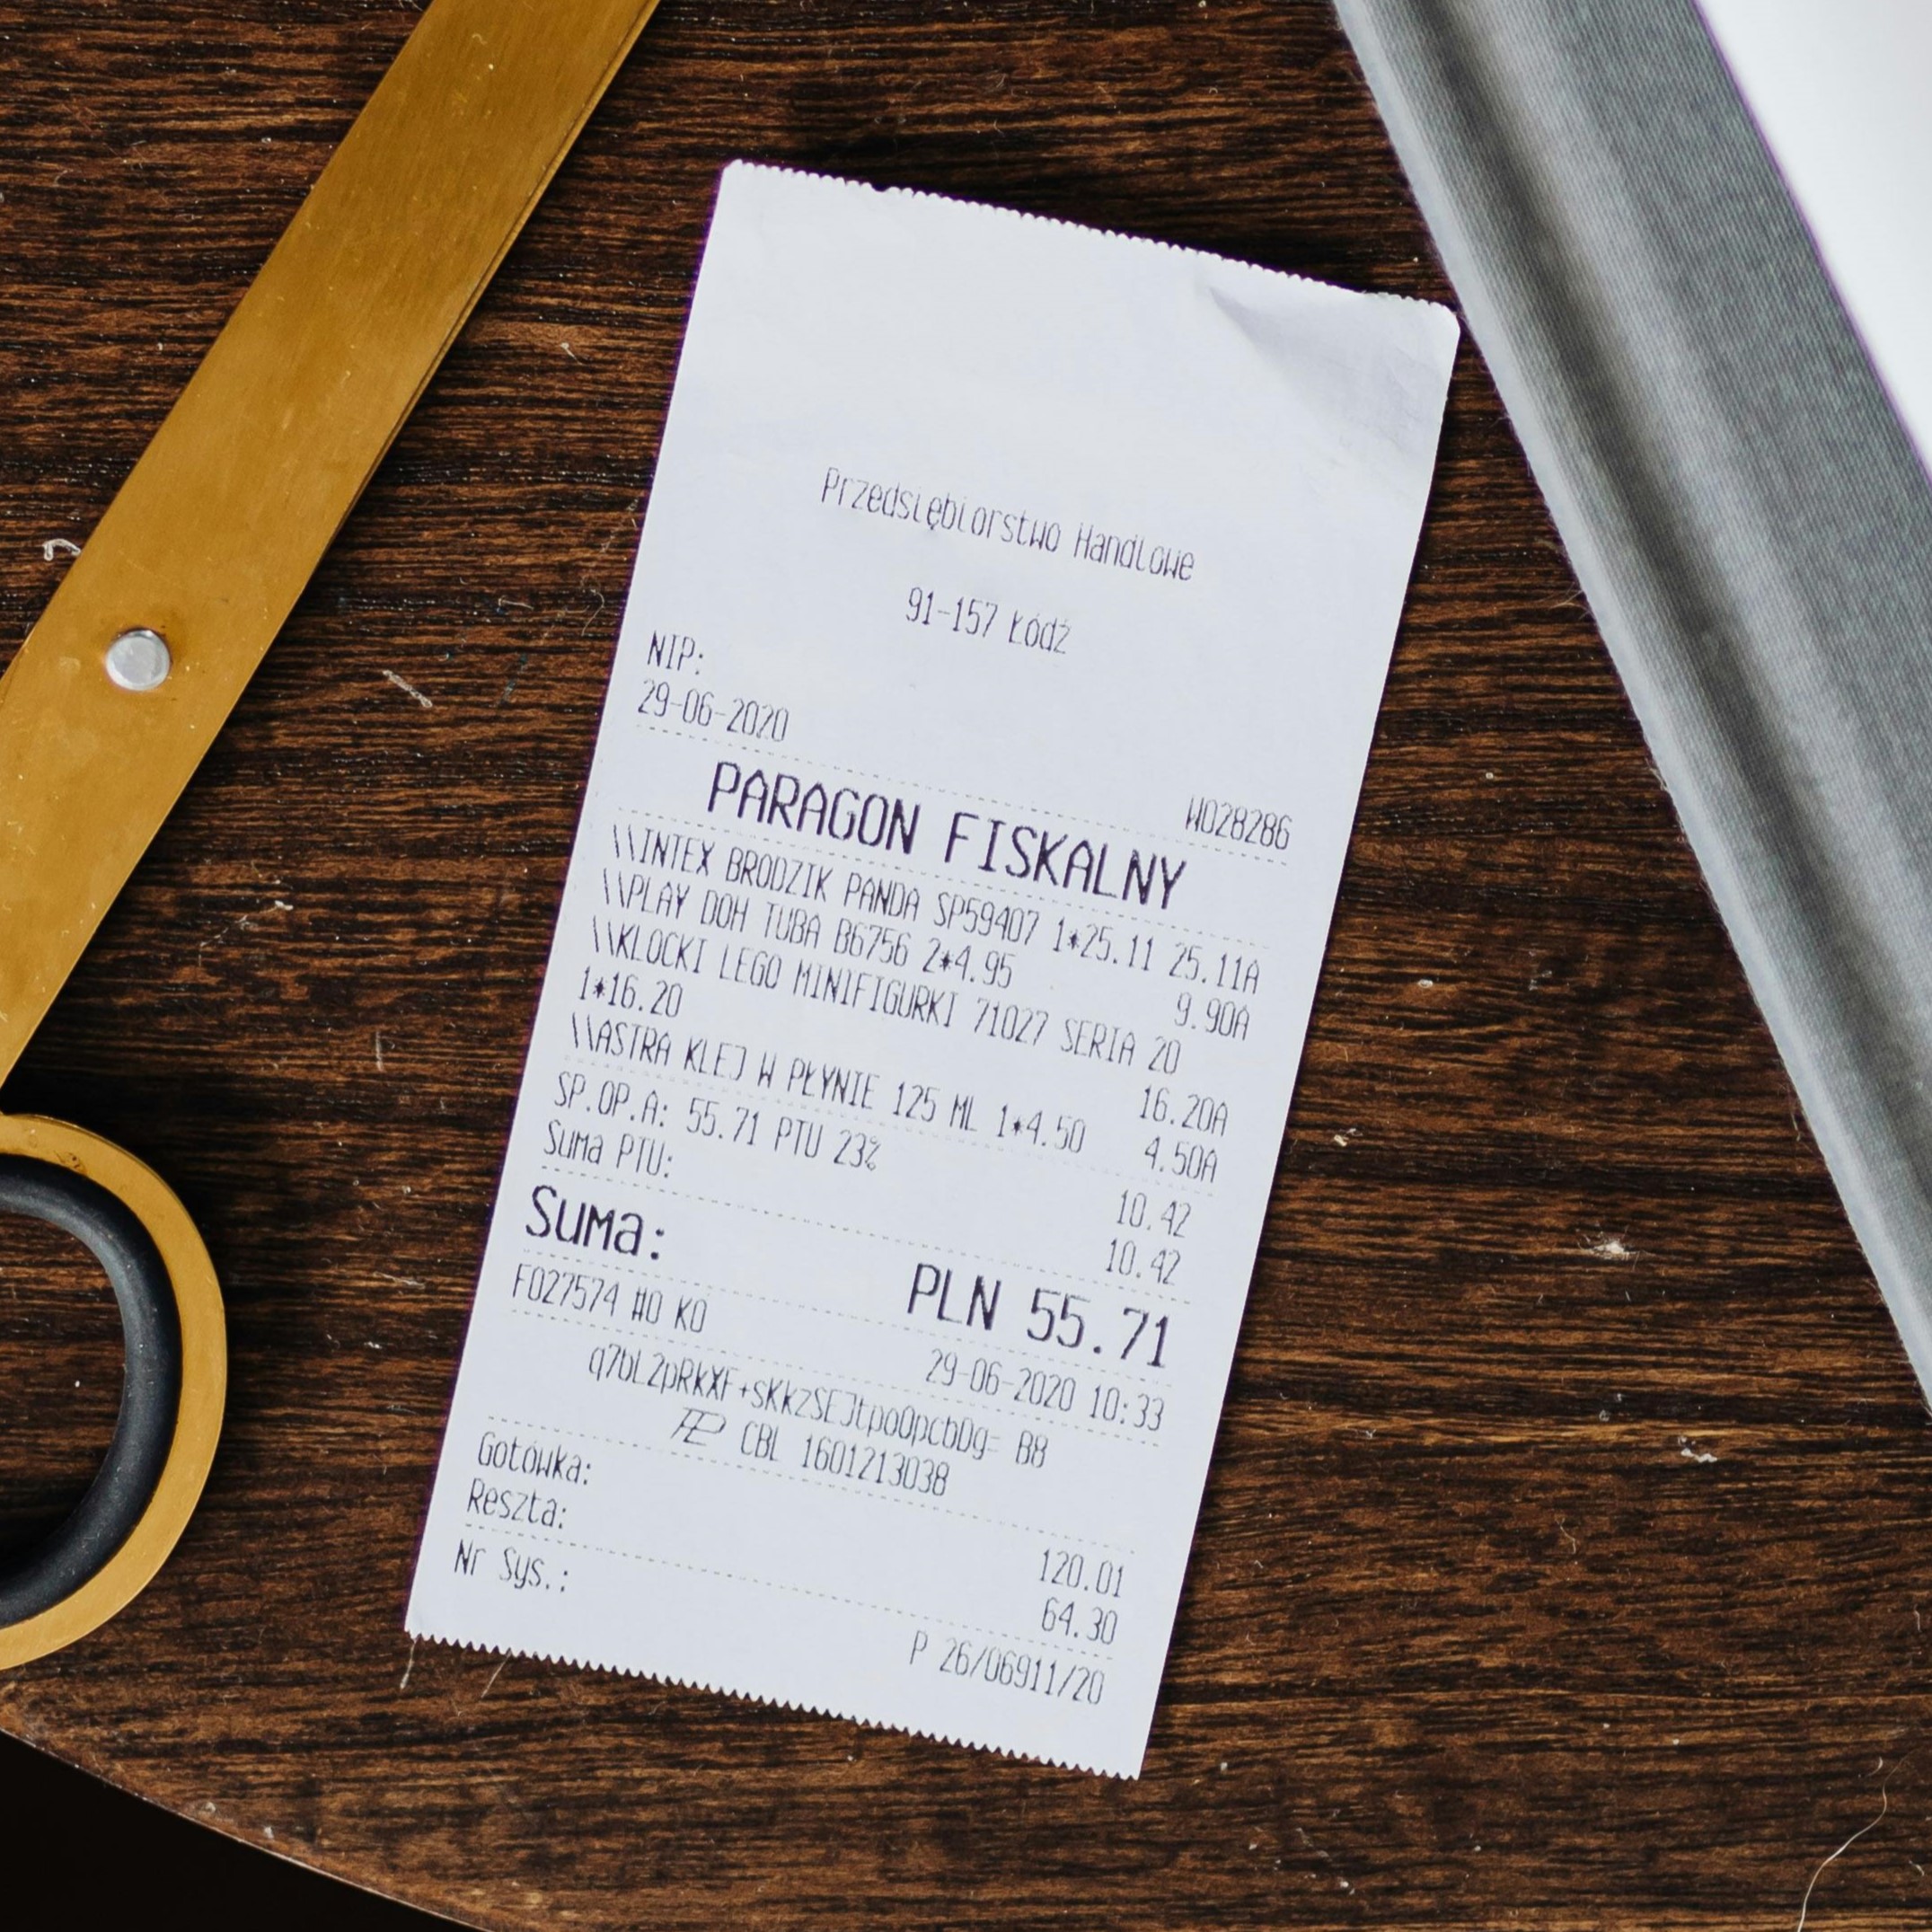 Przedsiębiorstwo Handlowe
91-157 Łódź
NIP:
29-06-2020 W028286
PARAGON FISKALNY
\\INTEX BRODZIK PANDA SP59407 1*25.11 25.11A
\\PLAY DOH TUBA B6756 2*4.95 9.90A
\\KLOCKI LEGO MINIFIGURKI 71027 SERIA 20
1*16.20 16.20A
\\ASTRA KLEJ W PŁYNIE 125 ML 1*4.50 4.50A
SP.OP.A: 55.71 PTU 23% 10.42
Suma PTU: 10.42
Suma: PLN 55.71
F027574 #0 KO 29-06-2020 10:33
CBL 1601213038
Gotówka: 120.01
Reszta: 64.30
Nr Sys.: P 26/06911/20